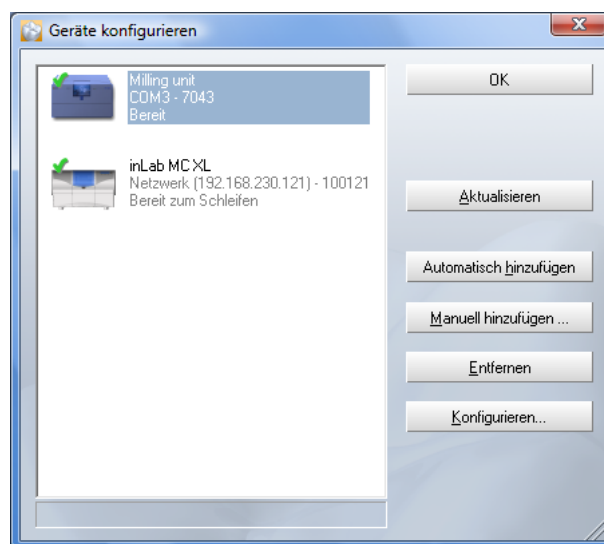 Geräte konfigurieren
Milling unit
COM3 - 7043
Bereit
inLab MC XL
Netzwerk (192.168.230.121) - 100121
Bereit zum Schleifen
OK
Aktualisieren
Automatisch hinzufügen
Manuell hinzufügen ...
Entfernen
Konfigurieren...